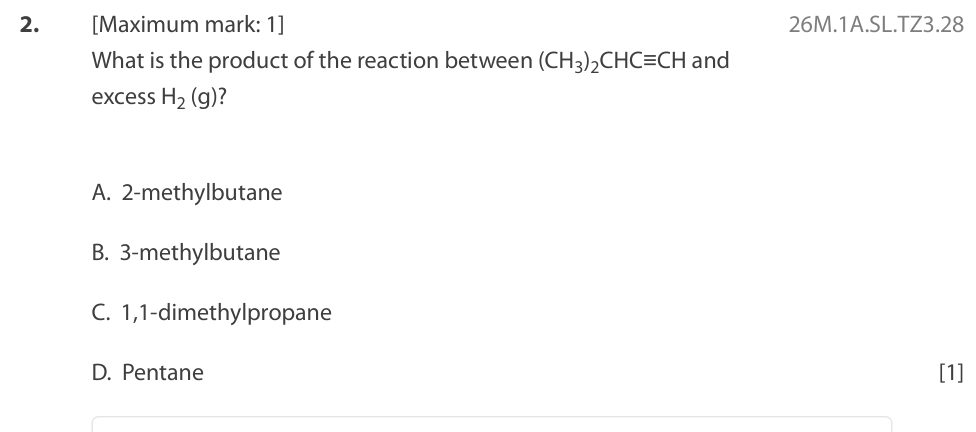 2. [Maximum mark: 1] 26M.1A.SL.TZ3.28
What is the product of the reaction between (CH₃)₂CHC≡CH and
excess H₂ (g)?
A. 2-methylbutane
B. 3-methylbutane
C. 1,1-dimethylpropane
D. Pentane [1]